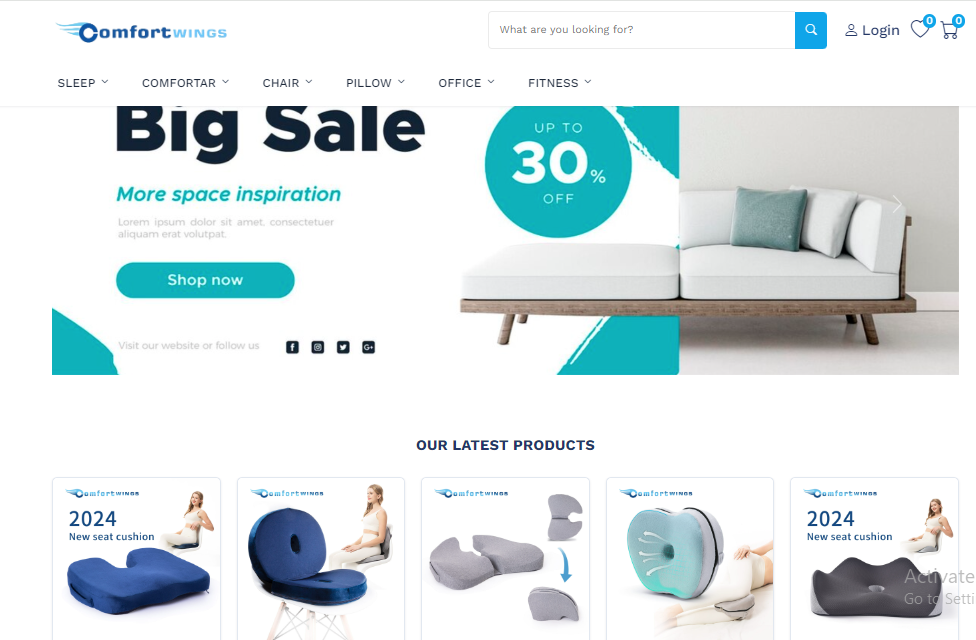 ComfortWINGS
What are you looking for?
Login
0
0
SLEEP
COMFORTAR
CHAIR
PILLOW
OFFICE
FITNESS
Big Sale
More space inspiration
Lorem ipsum dolor sit amet, consectetuer
aliquam erat volutpat.
Shop now
Visit our website or follow us
UP TO
30%
OFF
OUR LATEST PRODUCTS
ComfortWINGS
2024
New seat cushion
ComfortWINGS
ComfortWINGS
ComfortWINGS
ComfortWINGS
2024
New seat cushion
Activate
Go to Setti